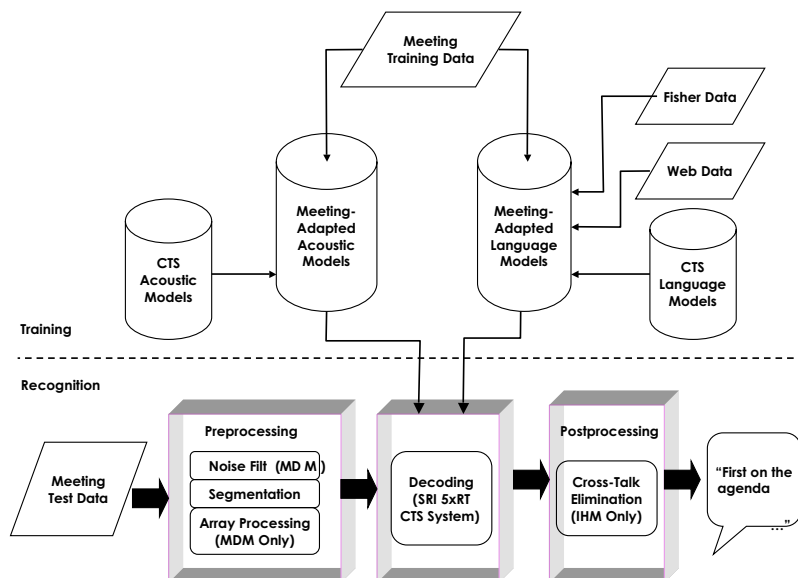 Meeting
Training Data
Fisher Data
Web Data
Meeting-
Adapted
Acoustic
Models
Meeting-
Adapted
Language
Models
CTS
Acoustic
Models
CTS
Language
Models
Training
Recognition
Preprocessing
Postprocessing
Meeting
Test Data
Noise Filt (MD M )
Segmentation
Array Processing
(MDM Only)
Decoding
(SRI 5xRT
CTS System)
Cross-Talk
Elimination
(IHM Only)
“First on the
agenda
…”